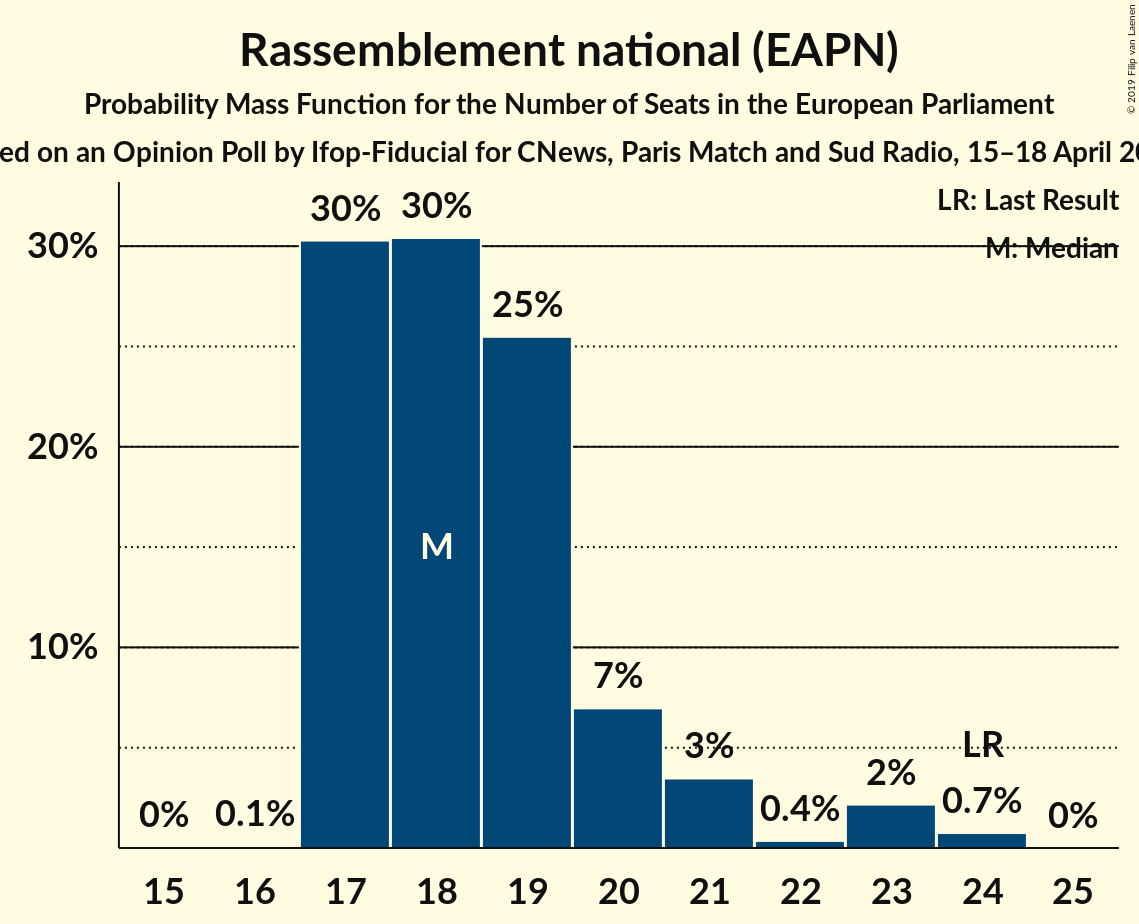 Rassemblement national (EAPN)
Probability Mass Function for the Number of Seats in the European Parliament
ed on an Opinion Poll by Ifop-Fiducial for CNews, Paris Match and Sud Radio, 15–18 April 20
© 2019 Filip van Laenen
LR: Last Result
M: Median
30% 30%
30%
25%
20%
M
10%
7%
3%
LR
2%
0% 0.1% 0.4% 0.7% 0%
15 16 17 18 19 20 21 22 23 24 25